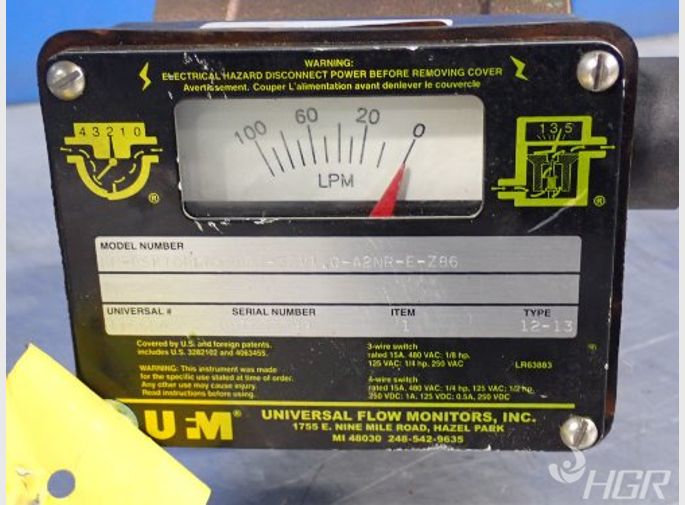 WARNING:
ELECTRICAL HAZARD DISCONNECT POWER BEFORE REMOVING COVER
Avertissement. Couper L'alimentation avant denlever le couvercle
4 3 2 1 0
100 60 20 0
LPM
1 3 5
®
®
MODEL NUMBER
0-A2NR-E-Z86
UNIVERSAL # SERIAL NUMBER ITEM TYPE
1 12-13
Covered by U.S. and foreign patents.
includes U.S. 3282102 and 4063455.
WARNING: This instrument was made
for the specific use stated at time of order.
Any other use may cause injury.
Read instructions before using.
3-wire switch
rated 15A. 480 VAC: 1/8 hp.
125 VAC: 1/4 hp. 250 VAC
LR63883
4-wire switch
rated 15A. 480 VAC: 1/4 hp, 125 VAC: 1/2 hp,
250 VDC: 1A. 125 VDC: 0.5A, 250 VDC
UFM®
UNIVERSAL FLOW MONITORS, INC.
1755 E. NINE MILE ROAD, HAZEL PARK
MI 48030 248-542-9635
HGR